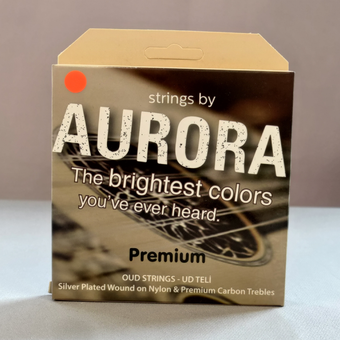 strings by
AURORA
The brightest colors
you've ever heard.
Premium
OUD STRINGS - UD TELİ
Silver Plated Wound on Nylon & Premium Carbon Trebles